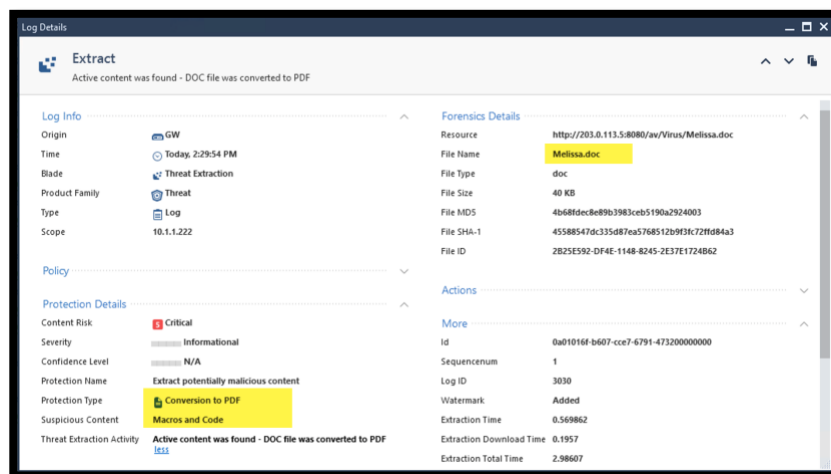 Log Details
Extract
Active content was found - DOC file was converted to PDF
Log Info
Origin GW
Time Today, 2:29:54 PM
Blade Threat Extraction
Product Family Threat
Type Log
Scope 10.1.1.222
Policy
Protection Details
Content Risk Critical
Severity Informational
Confidence Level N/A
Protection Name Extract potentially malicious content
Protection Type Conversion to PDF
Suspicious Content Macros and Code
Threat Extraction Activity Active content was found - DOC file was converted to PDF
less
Forensics Details
Resource http://203.0.113.5:8080/av/Virus/Melissa.doc
File Name Melissa.doc
File Type doc
File Size 40 KB
File MD5 4b68fdec8e89b3983ceb5190a2924003
File SHA-1 45588547dc335d87ea5768512b9f3fc72ffd84a3
File ID 2B25E592-DF4E-1148-8245-2E37E1724B62
Actions
More
Id 0a01016f-b607-cce7-6791-473200000000
Sequencenum 1
Log ID 3030
Watermark Added
Extraction Time 0.569862
Extraction Download Time 0.1957
Extraction Total Time 2.98607